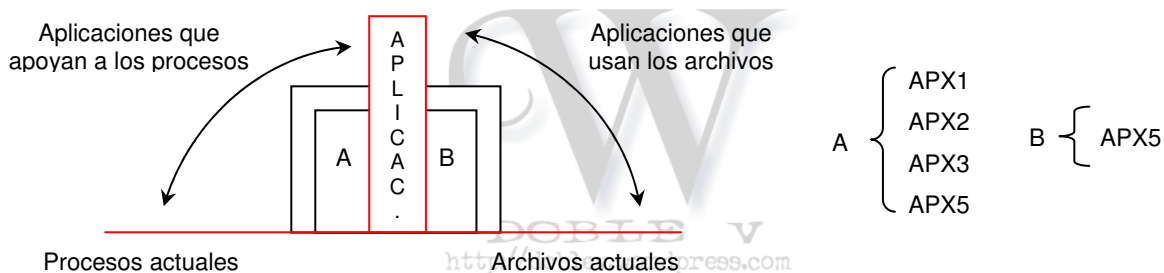 Aplicaciones que
apoyan a los procesos
A
P
L
I
C
A
C
.
Aplicaciones que
usan los archivos
A
B
Procesos actuales
Archivos actuales
DOBLE V
A
APX1
APX2
APX3
APX5
B
APX5